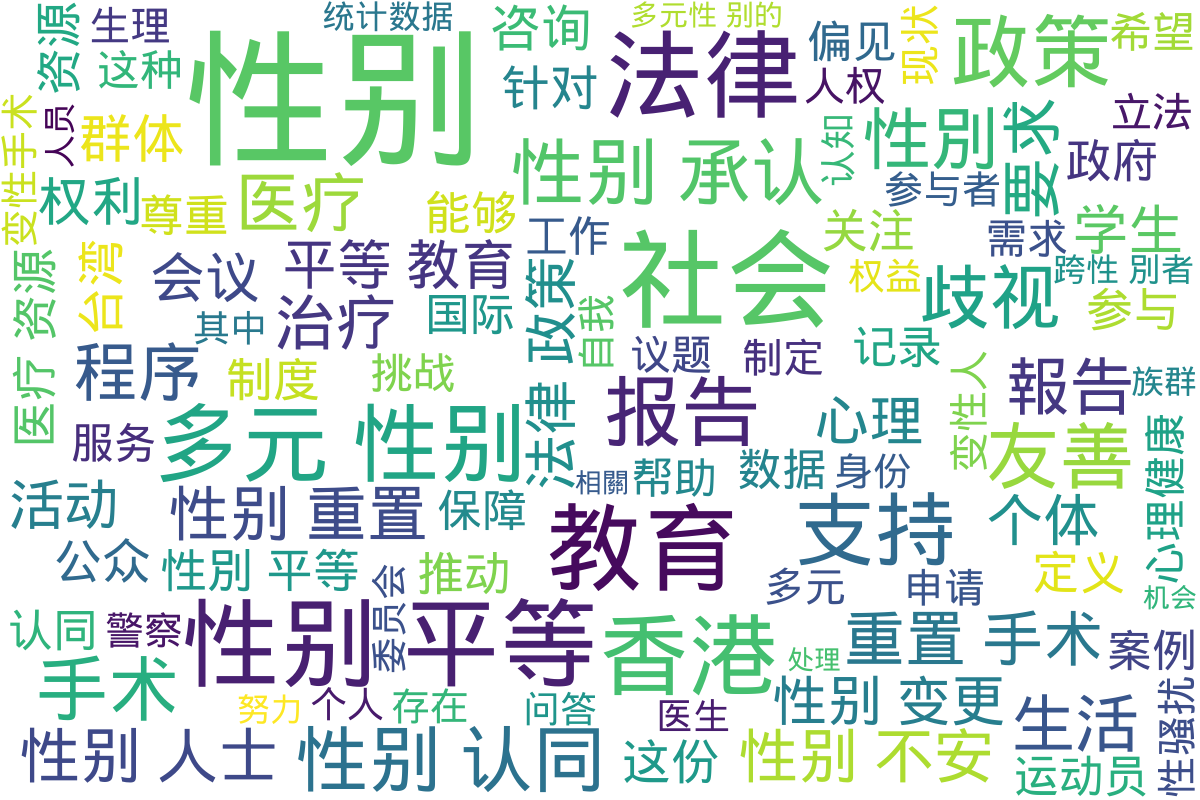 统计数据
咨询
多元性 别的
资源
生理
这种
性别
法律
针对
偏见
人权
现状
政策
希望
变性手术
人员
群体
权利
尊重
医疗
能够
性别 承认
认知
性別
要求
立法
政府
参与者
工作
关注
需求
学生
台湾
会议
平等 教育
社会
权益
歧视
跨性 別者
参与
医疗 资源
其中
治疗
国际
法律 政策
自我
议题
制定
记录
程序
制度
挑战
报告
变性人
報告
族群
服务
多元 性别
心理
友善
心理健康
活动
性别 重置
保障
相關
帮助
数据
身份
支持
个体
公众
性別 平等
推动
教育
多元
申请
定义
机会
认同
警察
性别平等
委员会
香港
处理
重置 手术
案例
手术
努力
个人
存在
问答
医生
性别 变更
生活
性骚扰
性别 人士
性别 认同
这份
性别 不安
运动员